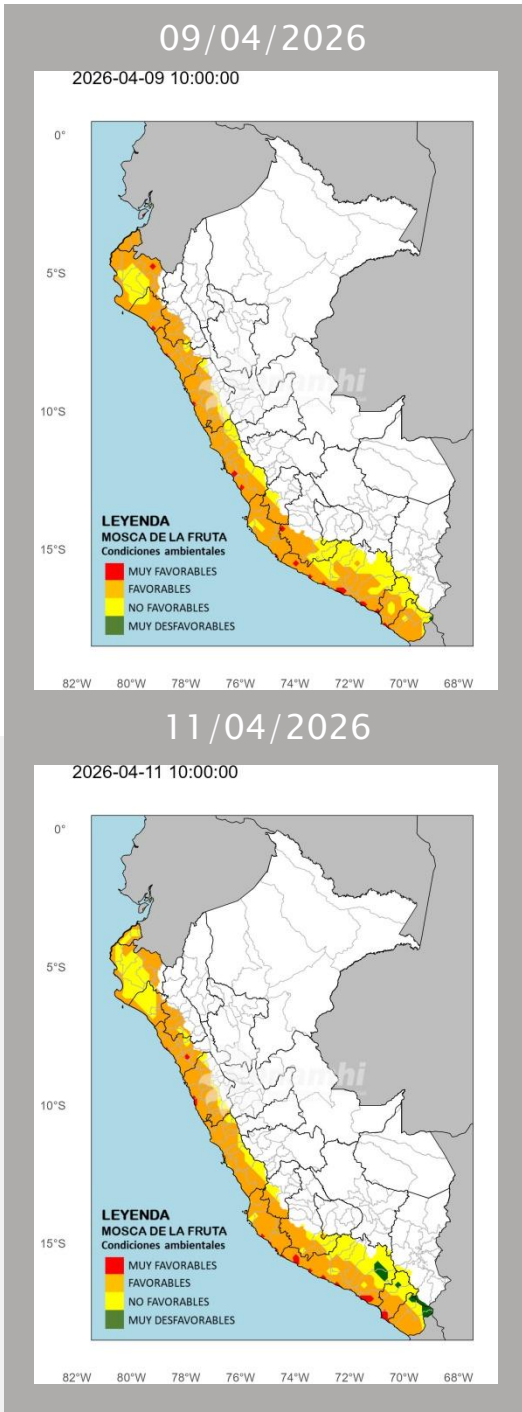 09/04/2026
2026-04-09 10:00:00
0°
5°S
10°S
15°S
LEYENDA
MOSCA DE LA FRUTA
Condiciones ambientales
MUY FAVORABLES
FAVORABLES
NO FAVORABLES
MUY DESFAVORABLES
82°W 80°W 78°W 76°W 74°W 72°W 70°W 68°W
11/04/2026
2026-04-11 10:00:00
0°
5°S
10°S
15°S
LEYENDA
MOSCA DE LA FRUTA
Condiciones ambientales
MUY FAVORABLES
FAVORABLES
NO FAVORABLES
MUY DESFAVORABLES
82°W 80°W 78°W 76°W 74°W 72°W 70°W 68°W